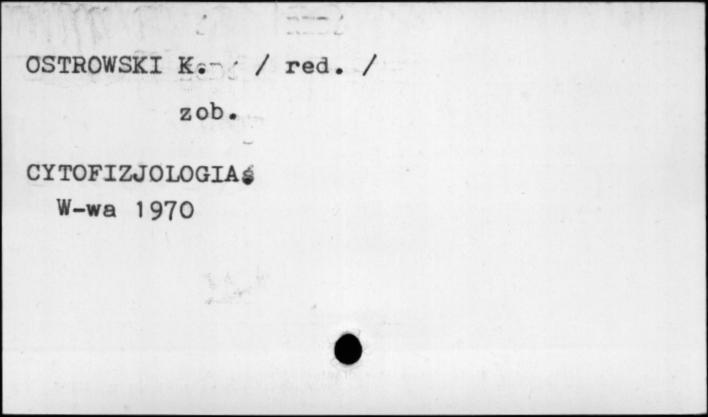 OSTROWSKI K. / red. /
zob.
CYTOFIZJOLOGIA.
W-wa 1970